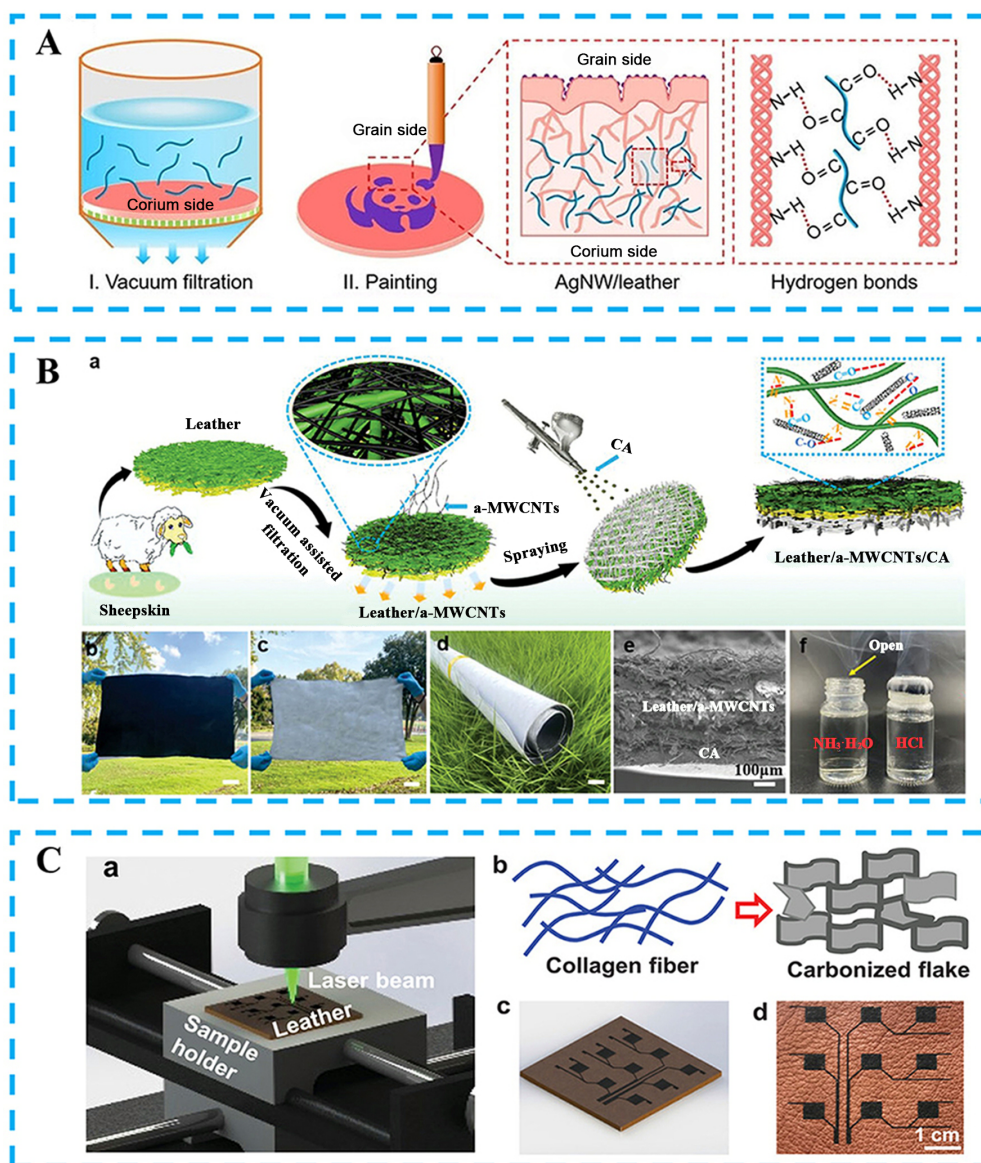 A
Corium side
I. Vacuum filtration
Grain side
II. Painting
Grain side
Corium side
AgNW/leather
N–H
O=C
C=O
H–N
N–H
O=C
C=O
H–N
N–H
O=C
C=O
H–N
Hydrogen bonds
B
a
Leather
Sheepskin
Vacuum assisted
filtration
a-MWCNTs
Leather/a-MWCNTs
Spraying
CA
C=O
C-O
Leather/a-MWCNTs/CA
b
c
d
e
Leather/a-MWCNTs
CA
100μm
f
Open
NH₃·H₂O
HCl
C
a
Laser beam
Leather
Sample
holder
b
Collagen fiber
Carbonized flake
c
d
1 cm